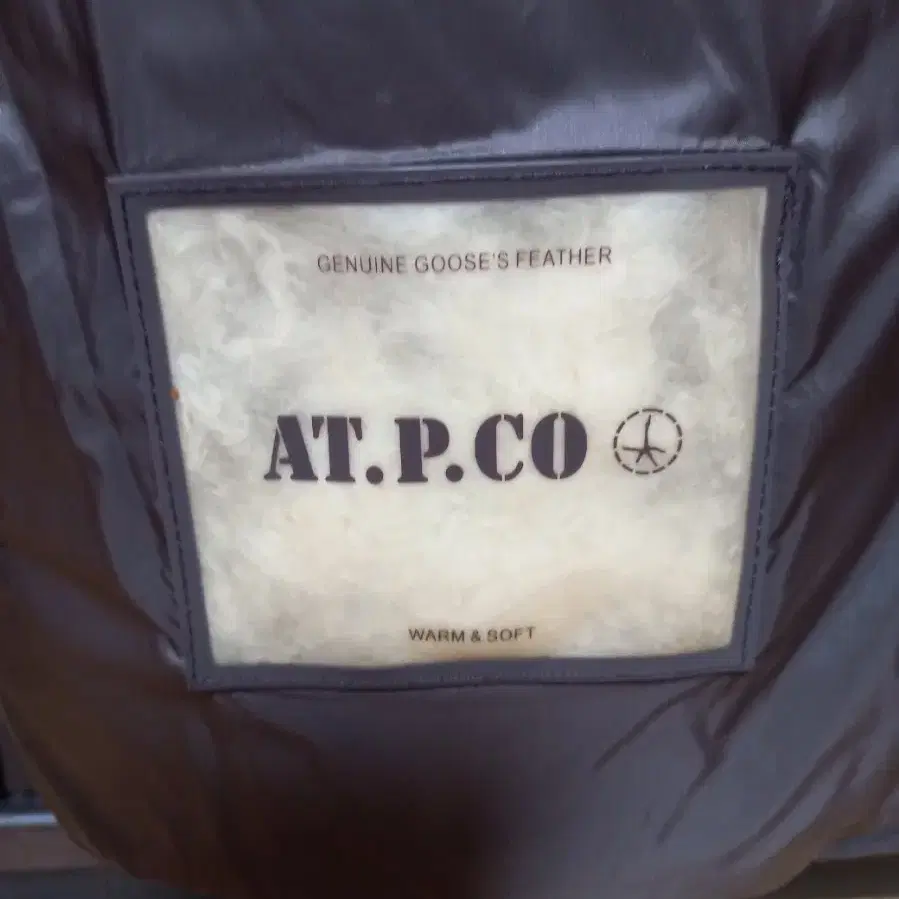 GENUINE GOOSE'S FEATHER
AT.P.CO
WARM & SOFT